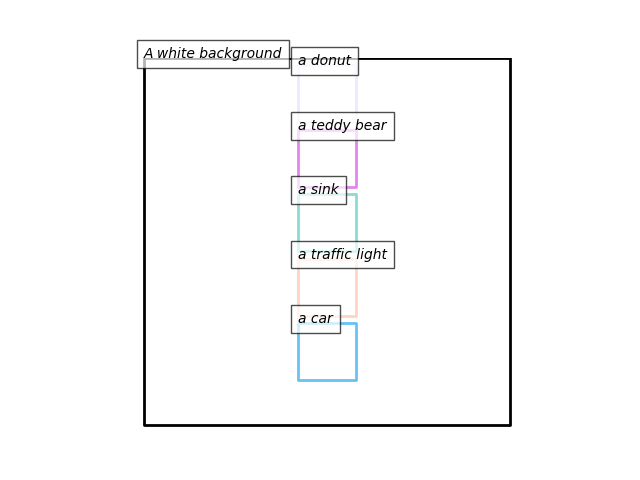 A white background
a donut
a teddy bear
a sink
a traffic light
a car